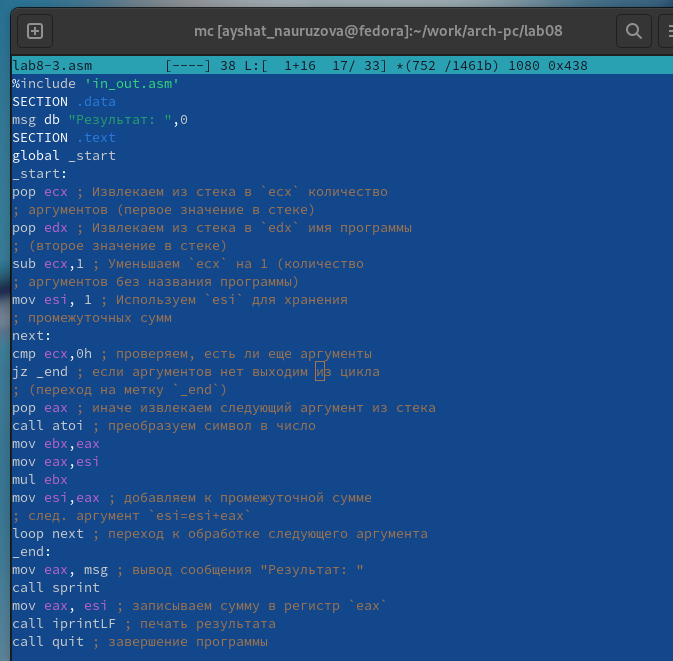 mc [ayshat_nauruzova@fedora]:~/work/arch-pc/lab08
lab8-3.asm [----] 38 L:[ 1+16 17/ 33] *(752 /1461b) 1080 0x438
%include 'in_out.asm'
SECTION .data
msg db "Результат: ",0
SECTION .text
global _start
_start:
pop ecx ; Извлекаем из стека в `ecx` количество
; аргументов (первое значение в стеке)
pop edx ; Извлекаем из стека в `edx` имя программы
; (второе значение в стеке)
sub ecx,1 ; Уменьшаем `ecx` на 1 (количество
; аргументов без названия программы)
mov esi, 1 ; Используем `esi` для хранения
; промежуточных сумм
next:
cmp ecx,0h ; проверяем, есть ли еще аргументы
jz _end ; если аргументов нет выходим из цикла
; (переход на метку `_end`)
pop eax ; иначе извлекаем следующий аргумент из стека
call atoi ; преобразуем символ в число
mov ebx,eax
mov eax,esi
mul ebx
mov esi,eax ; добавляем к промежуточной сумме
; след. аргумент `esi=esi+eax`
loop next ; переход к обработке следующего аргумента
_end:
mov eax, msg ; вывод сообщения "Результат: "
call sprint
mov eax, esi ; записываем сумму в регистр `eax`
call iprintLF ; печать результата
call quit ; завершение программы